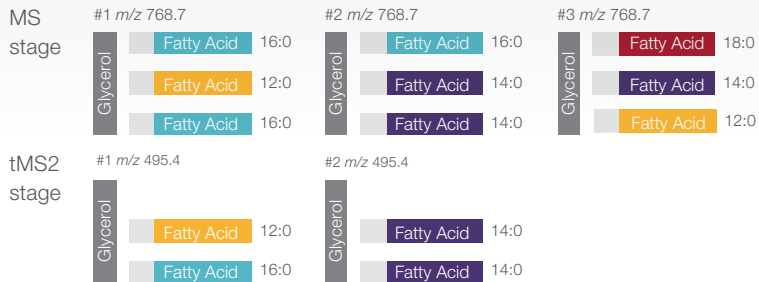 MS
stage
#1 m/z 768.7
Glycerol
Fatty Acid 16:0
Fatty Acid 12:0
Fatty Acid 16:0
#2 m/z 768.7
Glycerol
Fatty Acid 16:0
Fatty Acid 14:0
Fatty Acid 14:0
#3 m/z 768.7
Glycerol
Fatty Acid 18:0
Fatty Acid 14:0
Fatty Acid 12:0
tMS2
stage
#1 m/z 495.4
Glycerol
Fatty Acid 12:0
Fatty Acid 16:0
#2 m/z 495.4
Glycerol
Fatty Acid 14:0
Fatty Acid 14:0